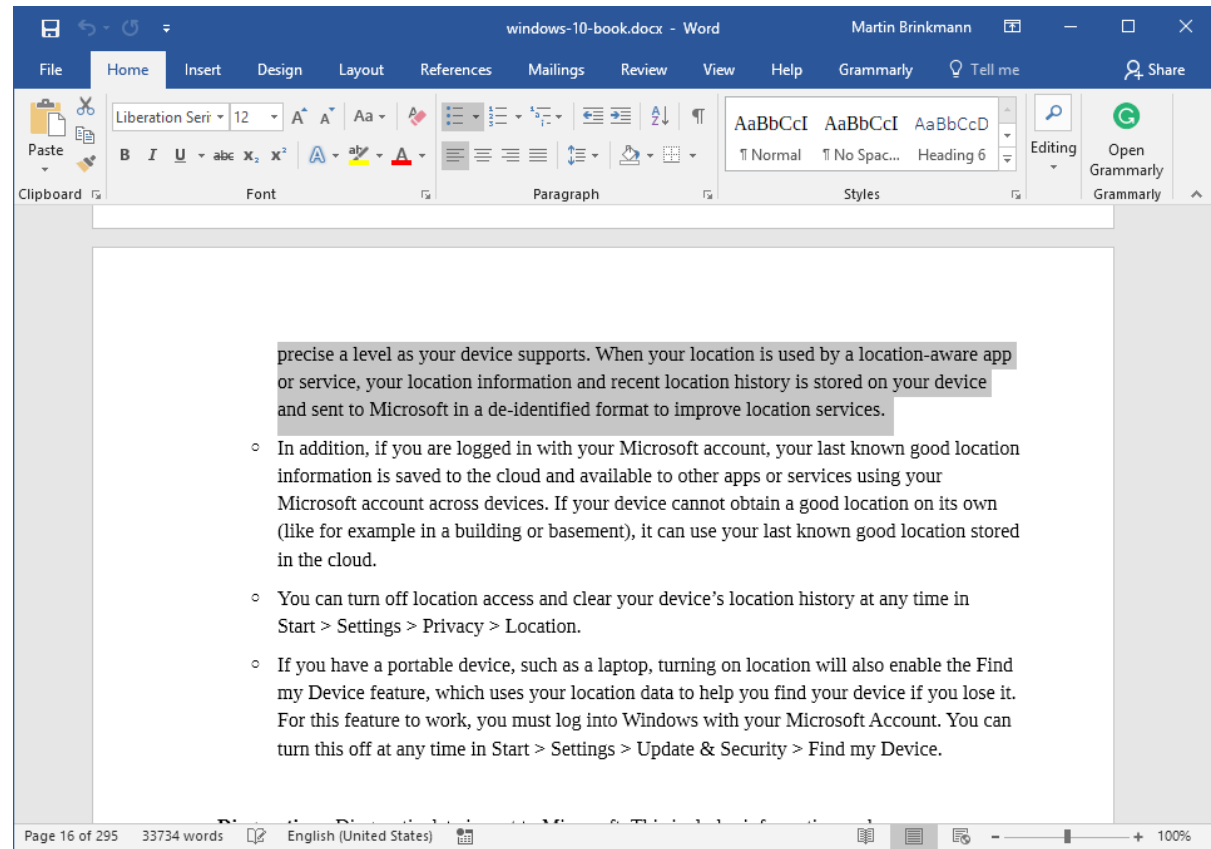 windows-10-book.docx - Word
Martin Brinkmann
File Home Insert Design Layout References Mailings Review View Help Grammarly Tell me Share
Paste
Liberation Seri 12 A A Aa
B I U abc x₂ x² A ab A
AaBbCcI AaBbCcI AaBbCcD
¶ Normal ¶ No Spac... Heading 6
Editing
Open
Grammarly
Clipboard Font Paragraph Styles Grammarly
precise a level as your device supports. When your location is used by a location-aware app
or service, your location information and recent location history is stored on your device
and sent to Microsoft in a de-identified format to improve location services.
◦ In addition, if you are logged in with your Microsoft account, your last known good location
information is saved to the cloud and available to other apps or services using your
Microsoft account across devices. If your device cannot obtain a good location on its own
(like for example in a building or basement), it can use your last known good location stored
in the cloud.
◦ You can turn off location access and clear your device’s location history at any time in
Start > Settings > Privacy > Location.
◦ If you have a portable device, such as a laptop, turning on location will also enable the Find
my Device feature, which uses your location data to help you find your device if you lose it.
For this feature to work, you must log into Windows with your Microsoft Account. You can
turn this off at any time in Start > Settings > Update & Security > Find my Device.
Page 16 of 295 33734 words English (United States) 100%